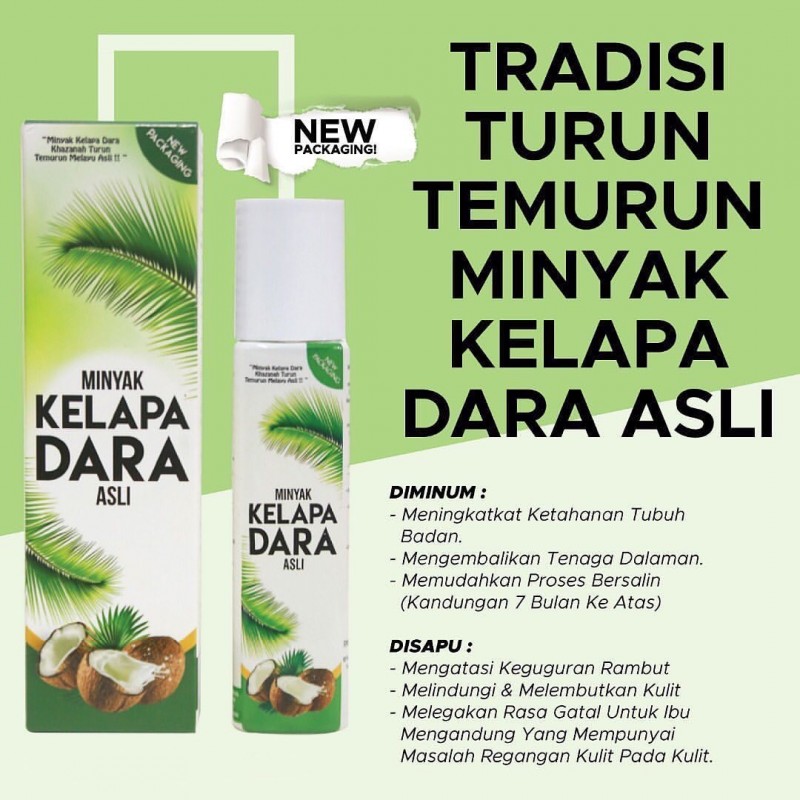 "Minyak Kelapa Dara
Khazanah Turun
Temurun Melayu Asli !! "
NEW
PACKAGING
MINYAK
KELAPA
DARA
ASLI
NEW
PACKAGING!
"Minyak Kelapa Dara
Khazanah Turun
Temurun Melayu Asli !! "
NEW
PACKAGING
MINYAK
KELAPA
DARA
ASLI
TRADISI
TURUN
TEMURUN
MINYAK
KELAPA
DARA ASLI
DIMINUM :
- Meningkatkat Ketahanan Tubuh
Badan.
- Mengembalikan Tenaga Dalaman.
- Memudahkan Proses Bersalin
(Kandungan 7 Bulan Ke Atas)
DISAPU :
- Mengatasi Keguguran Rambut
- Melindungi & Melembutkan Kulit
- Melegakan Rasa Gatal Untuk Ibu
Mengandung Yang Mempunyai
Masalah Regangan Kulit Pada Kulit.